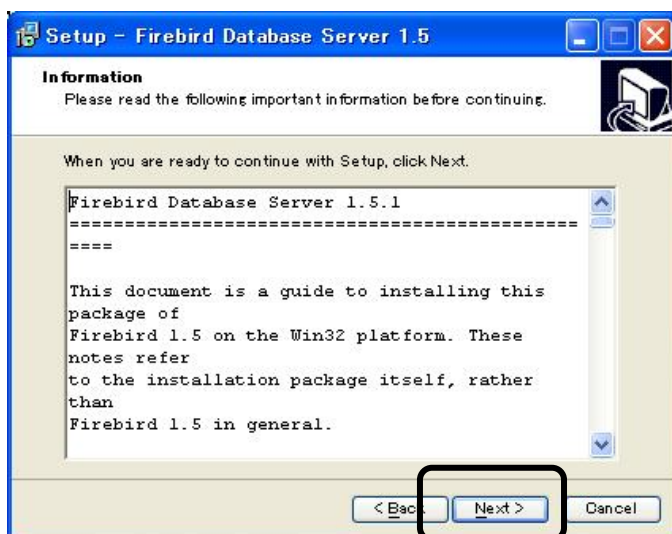 Setup - Firebird Database Server 1.5
Information
Please read the following important information before continuing.
When you are ready to continue with Setup, click Next.
Firebird Database Server 1.5.1
==============================================
====
This document is a guide to installing this
package of
Firebird 1.5 on the Win32 platform. These
notes refer
to the installation package itself, rather
than
Firebird 1.5 in general.
< Back Next > Cancel